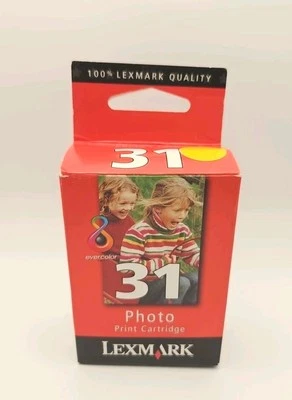 100% LEXMARK QUALITY
31
evercolor
31
Photo
Print Cartridge
LEXMARK